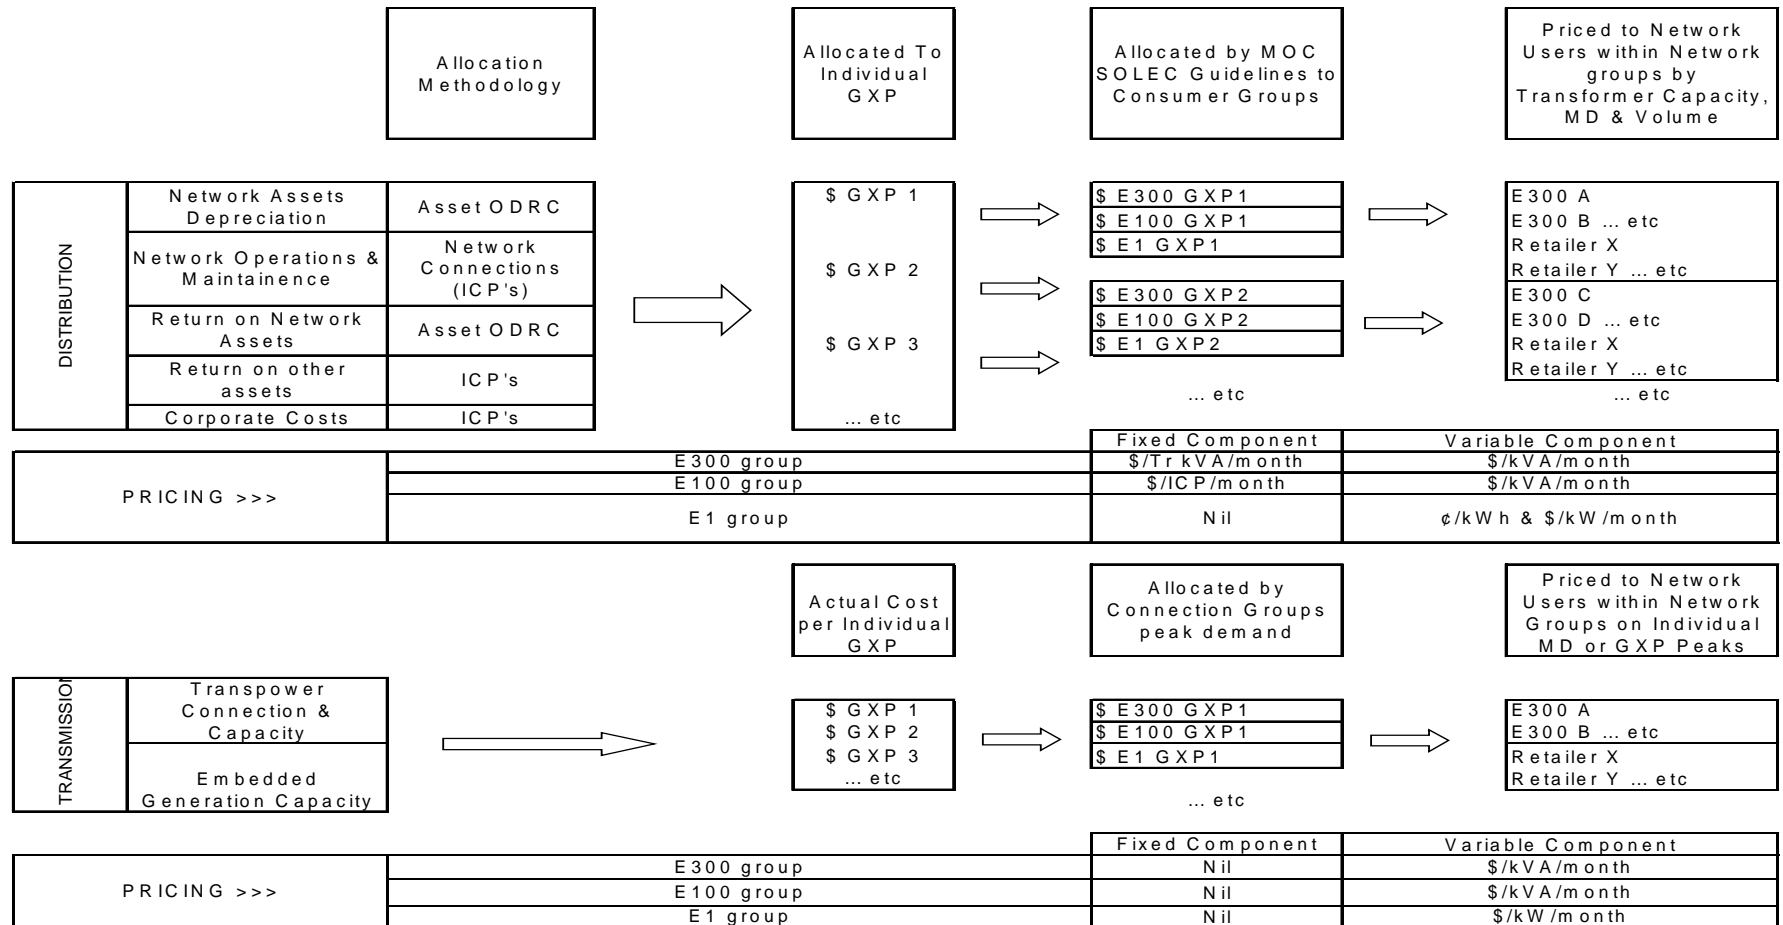 Allocation
Methodology
Allocated To
Individual
GXP
Allocated by MOC
SOLEC Guidelines to
Consumer Groups
Priced to Network
Users within Network
groups by
Transformer Capacity,
MD & Volume
DISTRIBUTION
Network Assets
Depreciation
Asset ODRC
Network Operations &
Maintainence
Network
Connections
(ICP's)
Return on Network
Assets
Asset ODRC
Return on other
assets
ICP's
Corporate Costs
ICP's
$ GXP 1
$ GXP 2
$ GXP 3
... etc
$ E300 GXP1
$ E100 GXP1
$ E1 GXP1
$ E300 GXP2
$ E100 GXP2
$ E1 GXP2
... etc
E300 A
E300 B ... etc
Retailer X
Retailer Y ... etc
E300 C
E300 D ... etc
Retailer X
Retailer Y ... etc
... etc
Fixed Component
Variable Component
PRICING >>>
E300 group
$/Tr kVA/month
$/kVA/month
E100 group
$/ICP/month
$/kVA/month
E1 group
Nil
¢/kWh & $/kW/month
Actual Cost
per Individual
GXP
Allocated by
Connection Groups
peak demand
Priced to Network
Users within Network
Groups on Individual
MD or GXP Peaks
TRANSMISSION
Transpower
Connection &
Capacity
Embedded
Generation Capacity
$ GXP 1
$ GXP 2
$ GXP 3
... etc
$ E300 GXP1
$ E100 GXP1
$ E1 GXP1
... etc
E300 A
E300 B ... etc
Retailer X
Retailer Y ... etc
Fixed Component
Variable Component
PRICING >>>
E300 group
Nil
$/kVA/month
E100 group
Nil
$/kVA/month
E1 group
Nil
$/kW/month